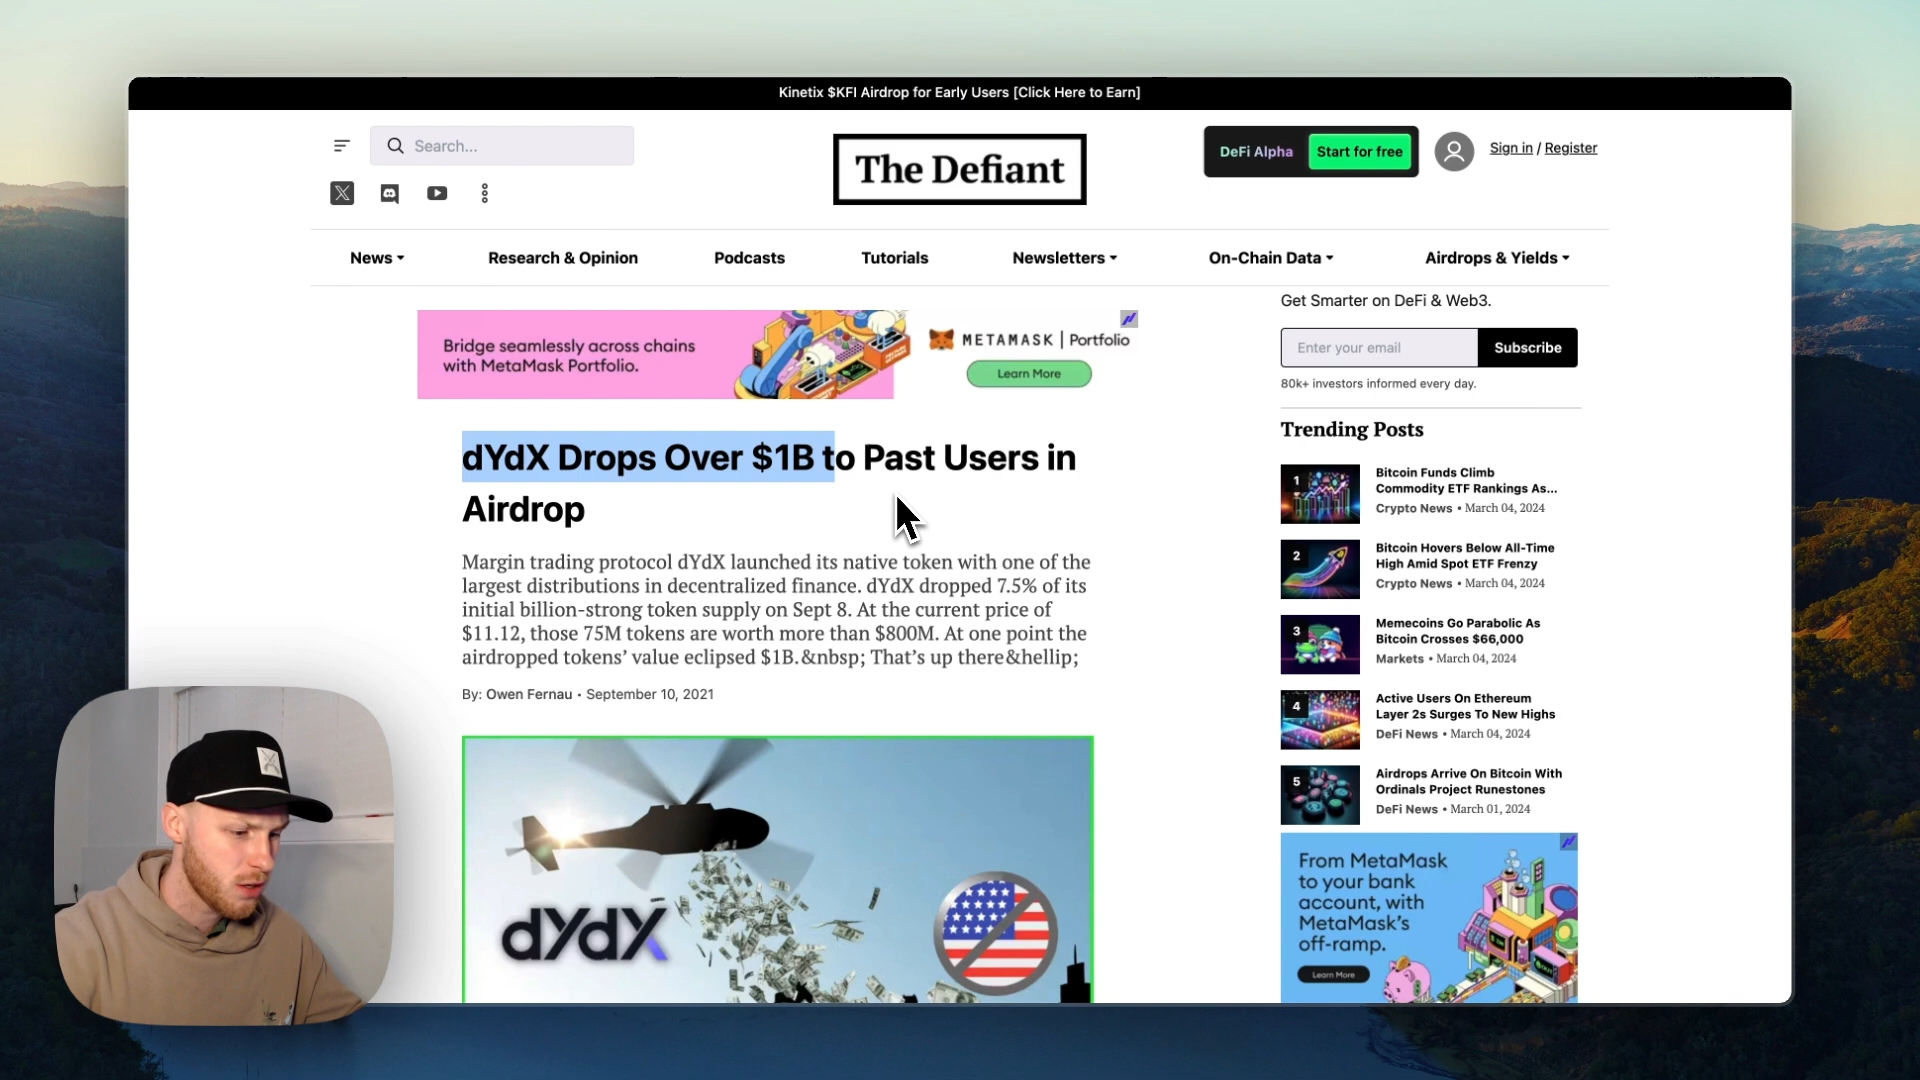 Kinetix $KFI Airdrop for Early Users [Click Here to Earn]
Search...
The Defiant
DeFi Alpha
Start for free
Sign in / Register
News
Research & Opinion
Podcasts
Tutorials
Newsletters
On-Chain Data
Airdrops & Yields
Bridge seamlessly across chains
with MetaMask Portfolio.
METAMASK | Portfolio
Learn More
dYdX Drops Over $1B to Past Users in
Airdrop
Margin trading protocol dYdX launched its native token with one of the
largest distributions in decentralized finance. dYdX dropped 7.5% of its
initial billion-strong token supply on Sept 8. At the current price of
$11.12, those 75M tokens are worth more than $800M. At one point the
airdropped tokens’ value eclipsed $1B.&nbsp; That’s up there&hellip;
By: Owen Fernau • September 10, 2021
dYdX
Get Smarter on DeFi & Web3.
Enter your email
Subscribe
80k+ investors informed every day.
Trending Posts
1
Bitcoin Funds Climb
Commodity ETF Rankings As...
Crypto News • March 04, 2024
2
Bitcoin Hovers Below All-Time
High Amid Spot ETF Frenzy
Crypto News • March 04, 2024
3
Memecoins Go Parabolic As
Bitcoin Crosses $66,000
Markets • March 04, 2024
4
Active Users On Ethereum
Layer 2s Surges To New Highs
DeFi News • March 04, 2024
5
Airdrops Arrive On Bitcoin With
Ordinals Project Runestones
DeFi News • March 01, 2024
From MetaMask
to your bank
account, with
MetaMask’s
off-ramp.
Learn More